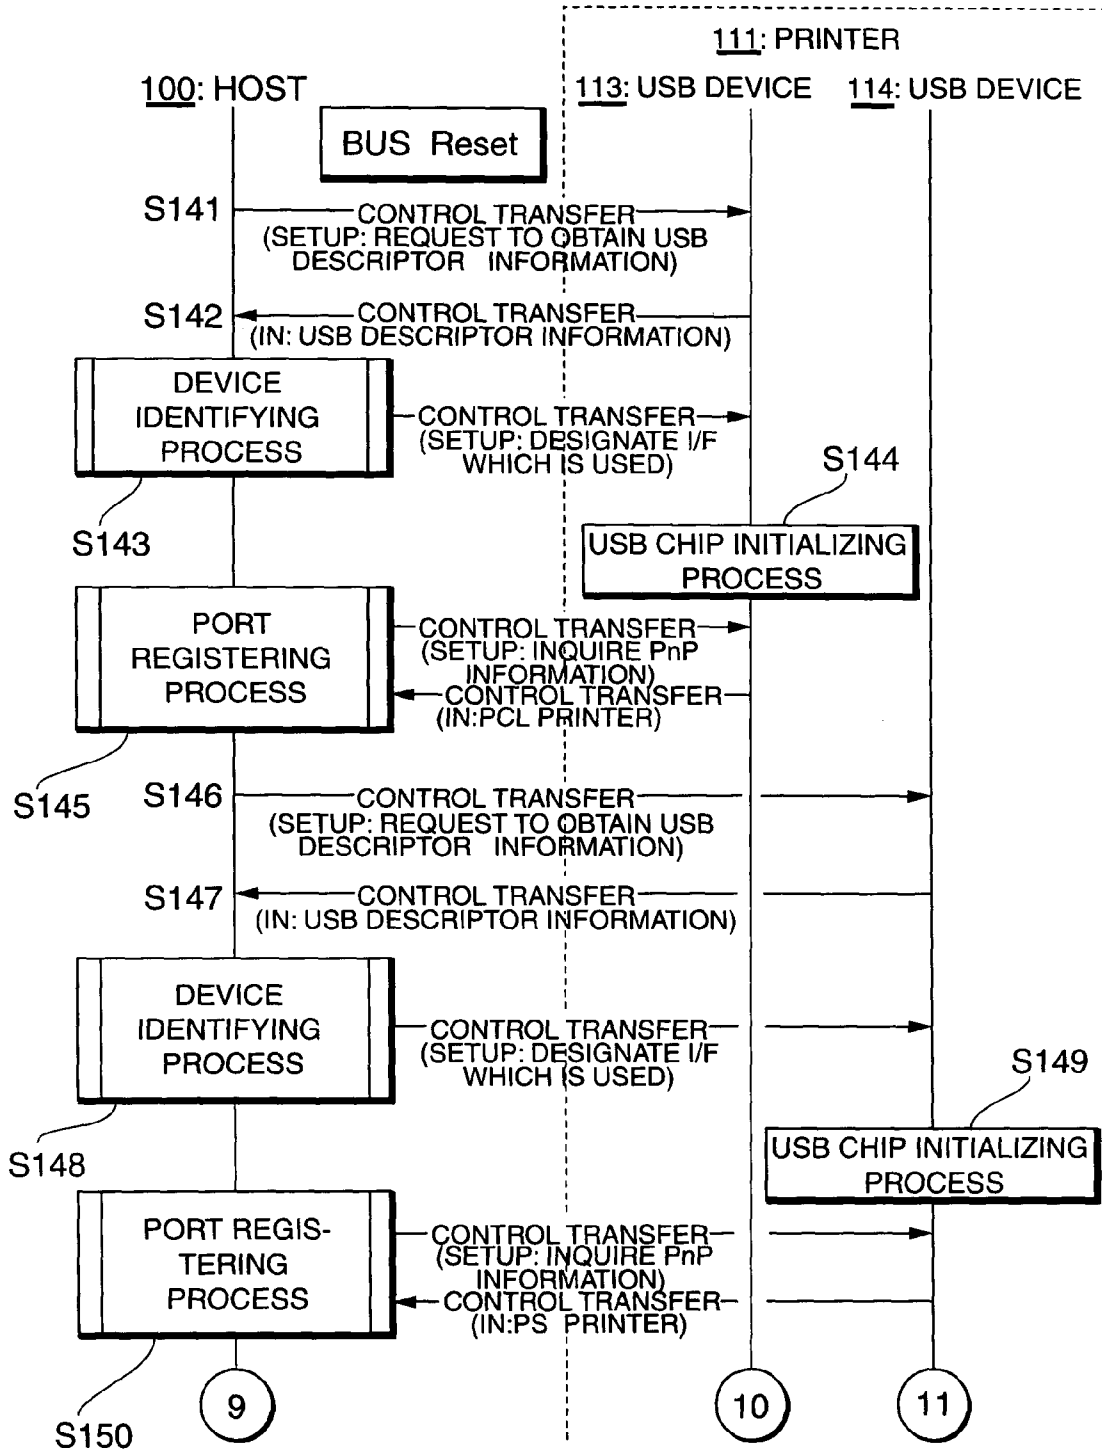 111: PRINTER
100: HOST
113: USB DEVICE
114: USB DEVICE
BUS Reset
S141
CONTROL TRANSFER
(SETUP: REQUEST TO OBTAIN USB
DESCRIPTOR INFORMATION)
S142
CONTROL TRANSFER
(IN: USB DESCRIPTOR INFORMATION)
DEVICE
IDENTIFYING
PROCESS
CONTROL TRANSFER
(SETUP: DESIGNATE I/F
WHICH IS USED)
S143
S144
USB CHIP INITIALIZING
PROCESS
PORT
REGISTERING
PROCESS
CONTROL TRANSFER
(SETUP: INQUIRE PnP
INFORMATION)
CONTROL TRANSFER
(IN:PCL PRINTER)
S145
S146
CONTROL TRANSFER
(SETUP: REQUEST TO OBTAIN USB
DESCRIPTOR INFORMATION)
S147
CONTROL TRANSFER
(IN: USB DESCRIPTOR INFORMATION)
DEVICE
IDENTIFYING
PROCESS
CONTROL TRANSFER
(SETUP: DESIGNATE I/F
WHICH IS USED)
S148
S149
USB CHIP INITIALIZING
PROCESS
PORT REGIS-
TERING
PROCESS
CONTROL TRANSFER
(SETUP: INQUIRE PnP
INFORMATION)
CONTROL TRANSFER
(IN:PS PRINTER)
S150
9
10
11